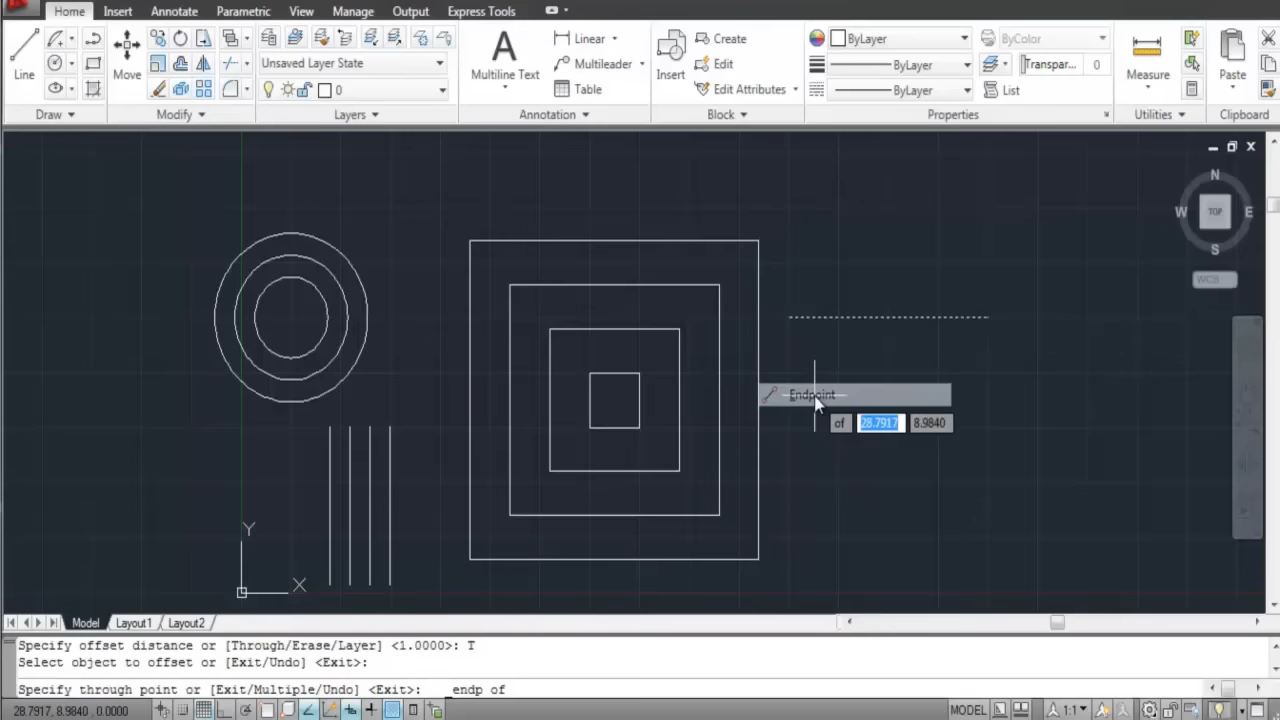 Home Insert Annotate Parametric View Manage Output Express Tools
Linear Create ByLayer ByColor
Unsaved Layer State Multileader Edit ByLayer Transpar... 0
Line Move Multiline Text Insert Measure Paste
0 Table Edit Attributes ByLayer List
Draw Modify Layers Annotation Block Properties Utilities Clipboard
N
W TOP E
S
WCS
Endpoint
of 28.7917 8.9840
Y
X
Model Layout1 Layout2
Specify offset distance or [Through/Erase/Layer] <1.0000>: T
Select object to offset or [Exit/Undo] <Exit>:
Specify through point or [Exit/Multiple/Undo] <Exit>: _endp of
28.7917, 8.9840 , 0.0000 MODEL 1:1